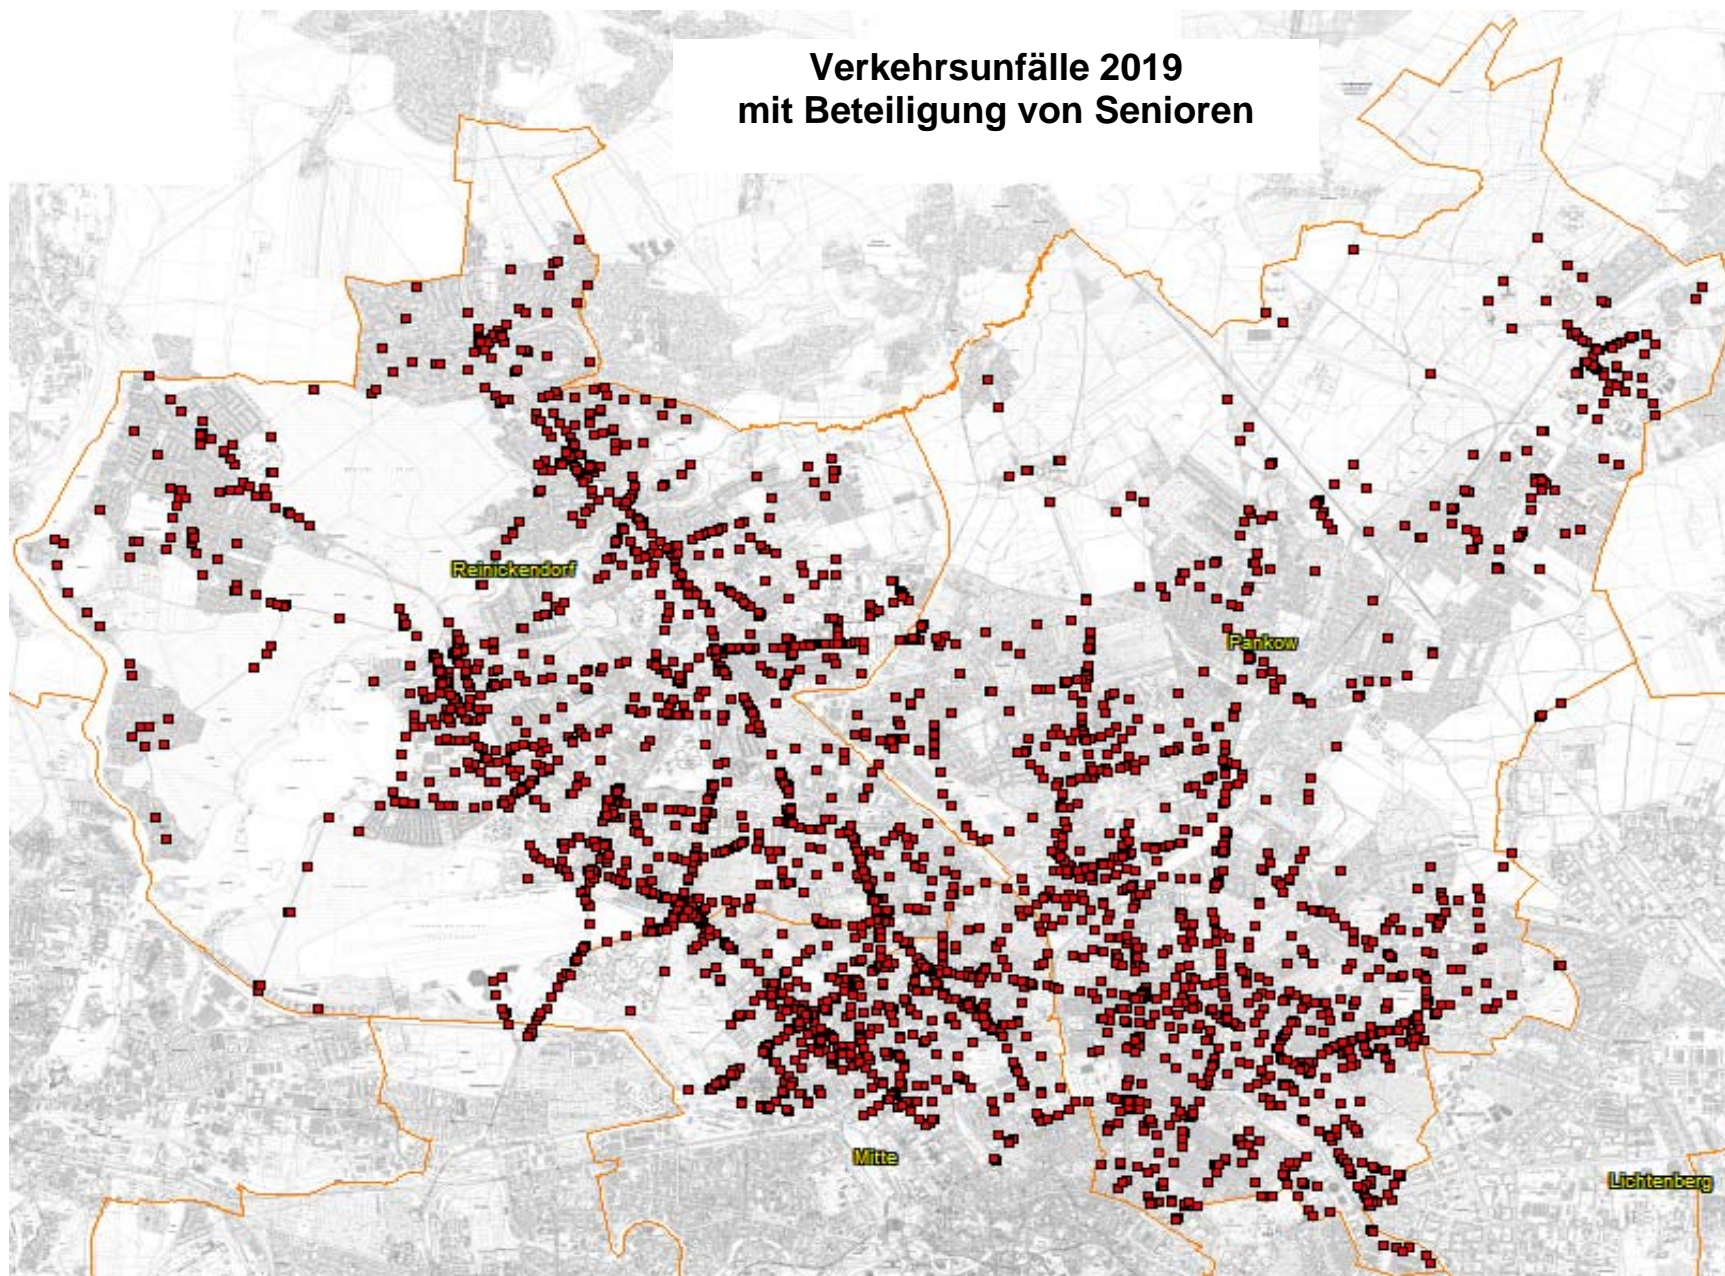 Verkehrsunfälle 2019
mit Beteiligung von Senioren
Reinickendorf
Pankow
Mitte
Lichtenberg